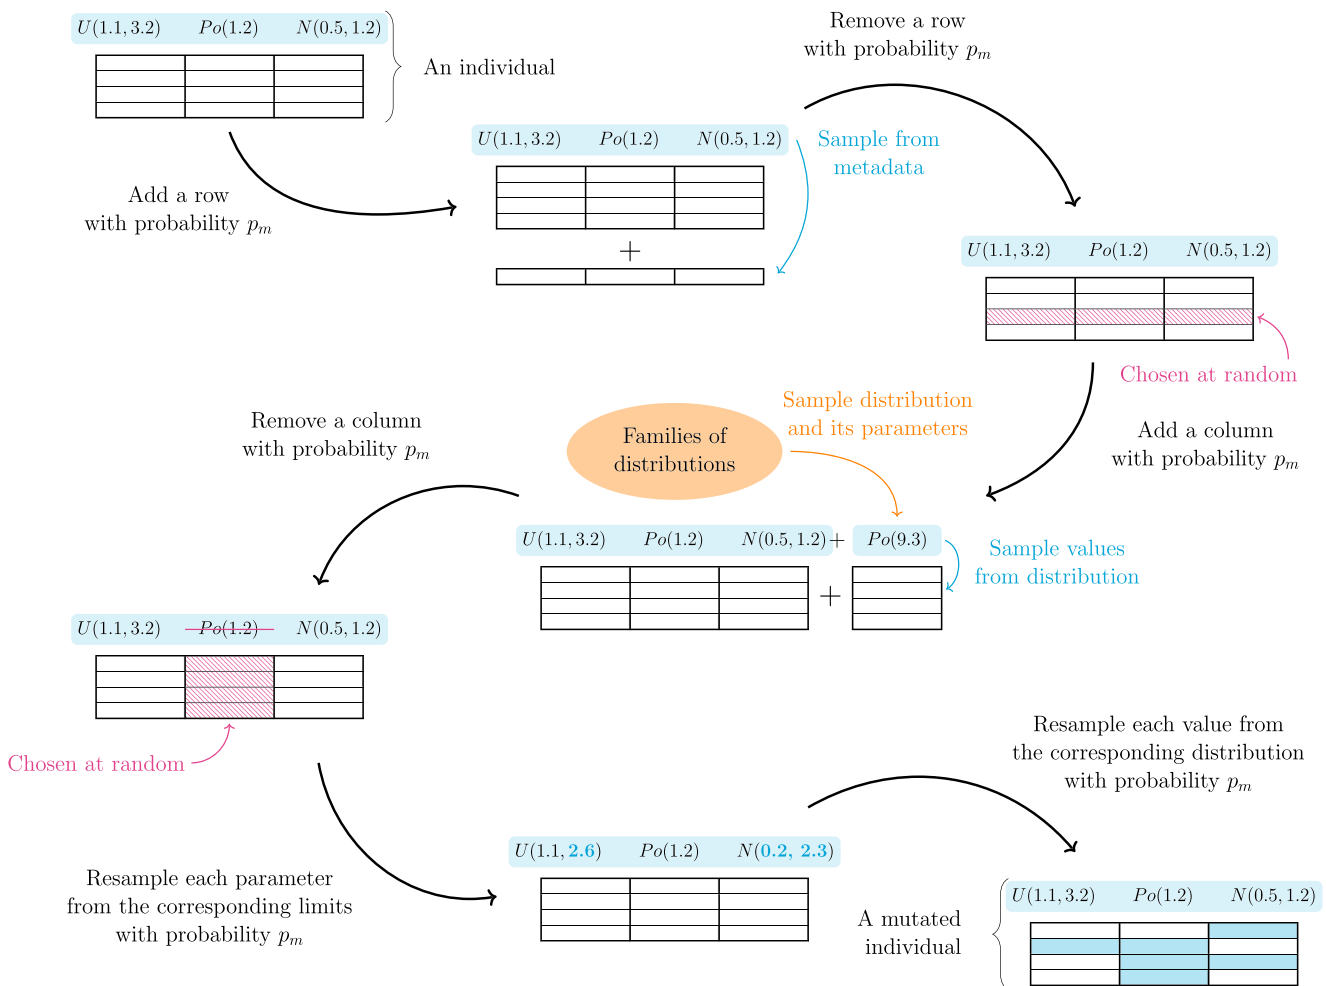 U(1.1, 3.2) Po(1.2) N(0.5, 1.2)
An individual
Add a row
with probability p_m
U(1.1, 3.2) Po(1.2) N(0.5, 1.2)
+
Sample from
metadata
Remove a row
with probability p_m
U(1.1, 3.2) Po(1.2) N(0.5, 1.2)
Chosen at random
Add a column
with probability p_m
Families of
distributions
Sample distribution
and its parameters
U(1.1, 3.2) Po(1.2) N(0.5, 1.2) + Po(9.3)
+
Sample values
from distribution
Remove a column
with probability p_m
U(1.1, 3.2) Po(1.2) N(0.5, 1.2)
Chosen at random
Resample each parameter
from the corresponding limits
with probability p_m
U(1.1, 2.6) Po(1.2) N(0.2, 2.3)
Resample each value from
the corresponding distribution
with probability p_m
U(1.1, 3.2) Po(1.2) N(0.5, 1.2)
A mutated
individual